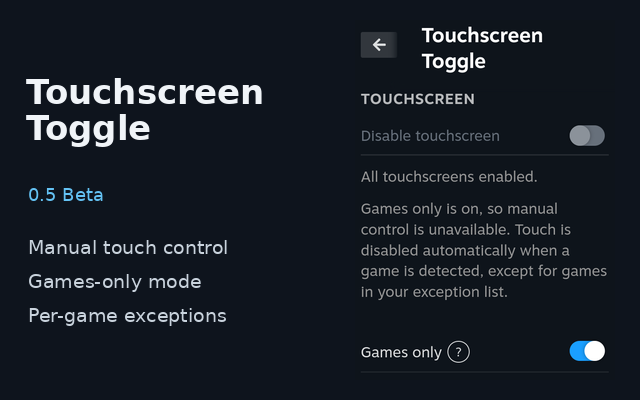 Touchscreen
Toggle
0.5 Beta
Manual touch control
Games-only mode
Per-game exceptions
Touchscreen
Toggle
TOUCHSCREEN
Disable touchscreen
All touchscreens enabled.
Games only is on, so manual
control is unavailable. Touch is
disabled automatically when a
game is detected, except for games
in your exception list.
Games only ?